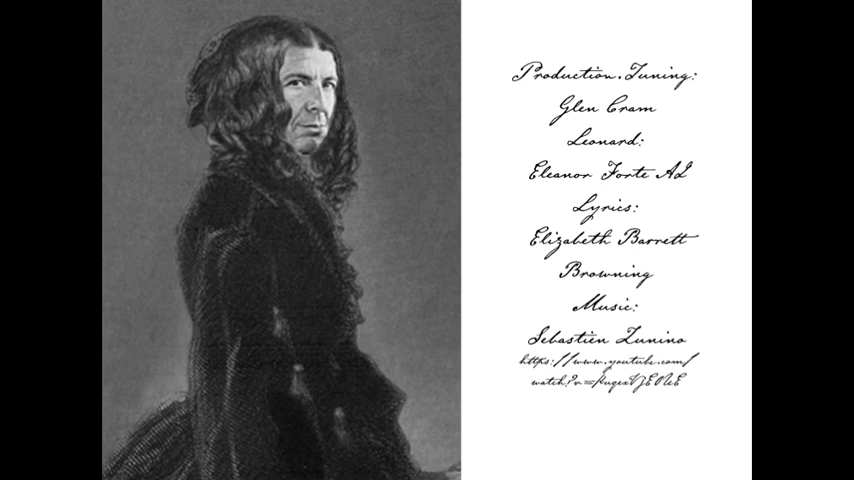 Production, Tuning:
Glen Cram
Leonard:
Eleanor Forte AI
Lyrics:
Elizabeth Barrett
Browning
Music:
Sebastien Zunino
https://www.youtube.com/